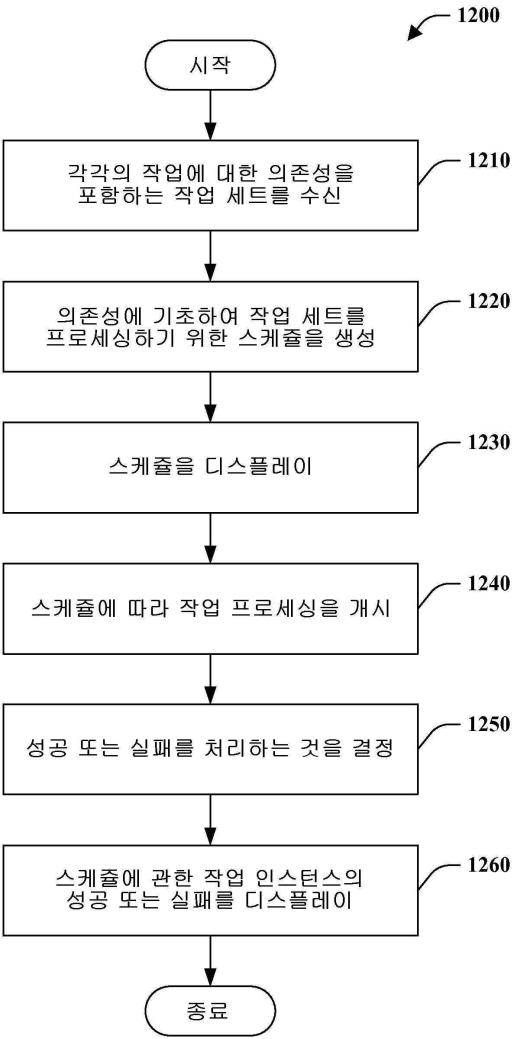 1200
시작
각각의 작업에 대한 의존성을
포함하는 작업 세트를 수신
1210
의존성에 기초하여 작업 세트를
프로세싱하기 위한 스케쥴을 생성
1220
스케쥴을 디스플레이
1230
스케쥴에 따라 작업 프로세싱을 개시
1240
성공 또는 실패를 처리하는 것을 결정
1250
스케쥴에 관한 작업 인스턴스의
성공 또는 실패를 디스플레이
1260
종료